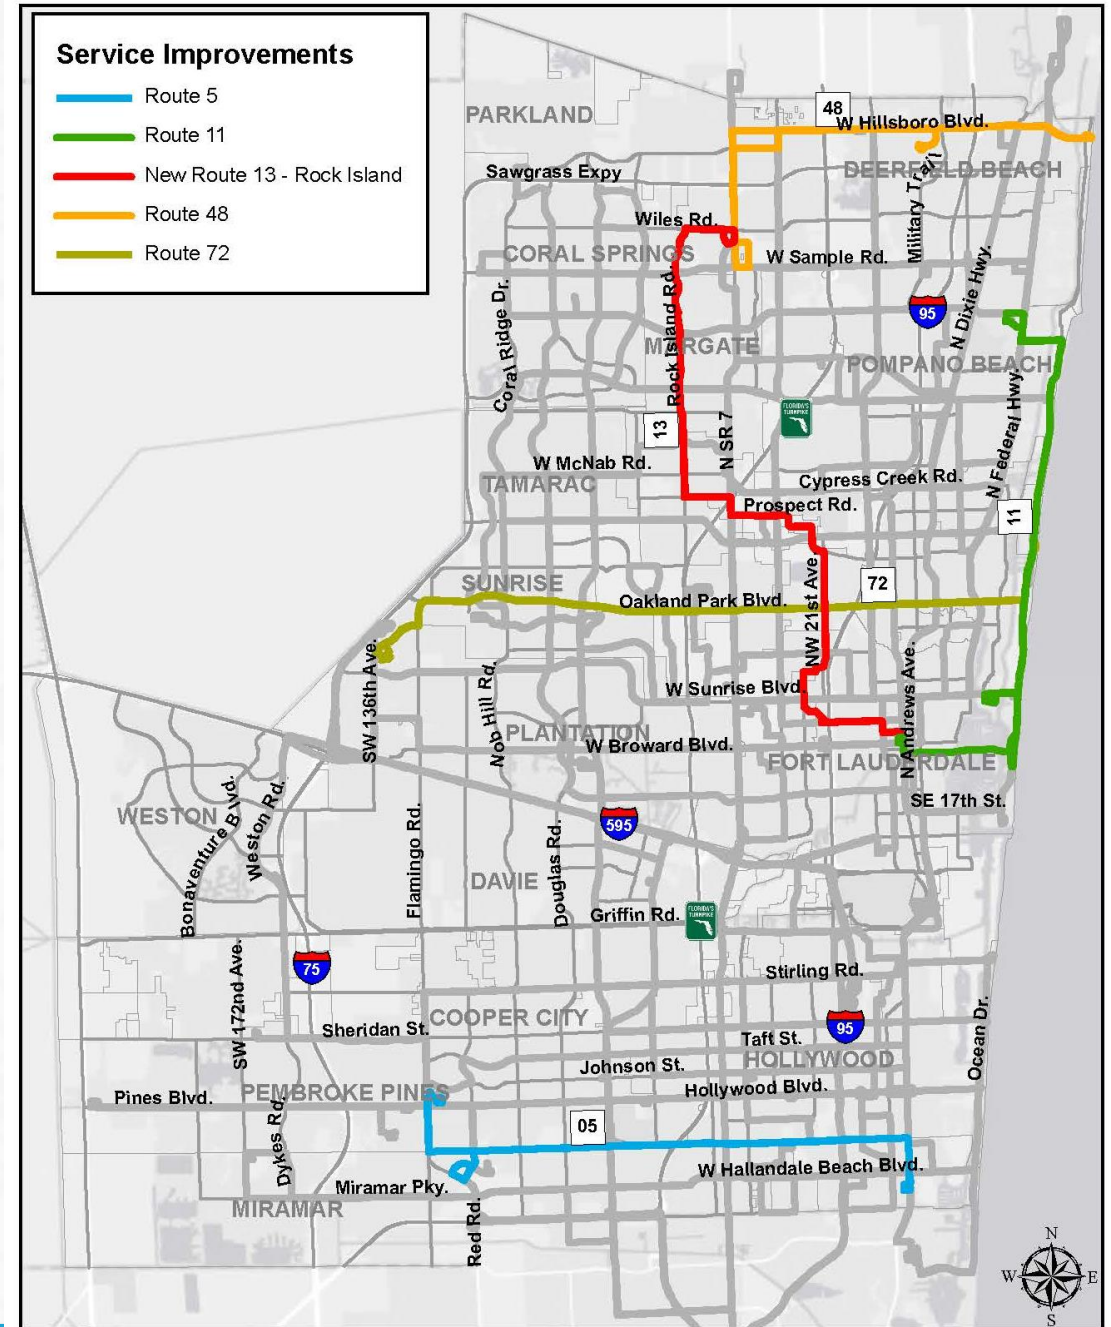 Service Improvements
Route 5
Route 11
New Route 13 - Rock Island
Route 48
Route 72
PARKLAND
48
W Hillsboro Blvd.
DEERFIELD BEACH
Sawgrass Expy
Military Trail
Wiles Rd.
CORAL SPRINGS
W Sample Rd.
Coral Ridge Dr.
Rock Island Rd.
95
N Dixie Hwy.
MARGATE
POMPANO BEACH
FLORIDA'S
TURNPIKE
13
N SR 7
N Federal Hwy.
W McNab Rd.
TAMARAC
Cypress Creek Rd.
Prospect Rd.
11
SUNRISE
72
Oakland Park Blvd.
NW 21st Ave.
SW 136th Ave.
Nob Hill Rd.
W Sunrise Blvd.
N Andrews Ave.
PLANTATION
W Broward Blvd.
FORT LAUDERDALE
WESTON
Bonaventure Blvd.
Weston Rd.
SE 17th St.
595
Flamingo Rd.
Douglas Rd.
DAVIE
Griffin Rd.
FLORIDA'S
TURNPIKE
75
SW 172nd Ave.
Stirling Rd.
COOPER CITY
Sheridan St.
95
Ocean Dr.
Taft St.
HOLLYWOOD
Johnson St.
PEMBROKE PINES
Pines Blvd.
Hollywood Blvd.
Dykes Rd.
05
W Hallandale Beach Blvd.
Miramar Pky.
MIRAMAR
Red Rd.
N
W
E
S